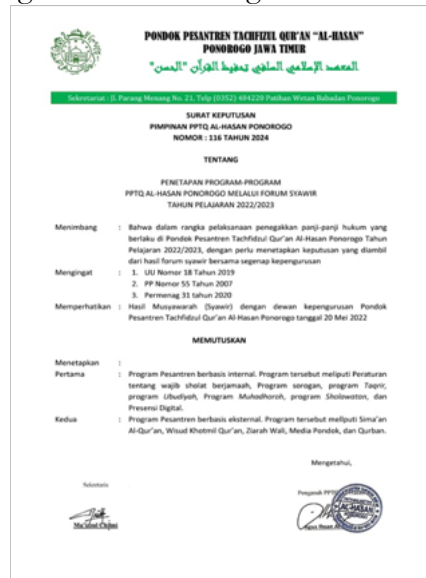 PONDOK PESANTREN TACHFIDZUL QUR'AN "AL-HASAN"
PONOROGO JAWA TIMUR
المعهد الإسلامي السلفي تحفيظ القرآن "الحسن"
Sekretariat : Jl. Parang Menang No. 21, Telp (0352) 484220 Patihan Wetan Babadan Ponorogo
SURAT KEPUTUSAN
PIMPINAN PPTQ AL-HASAN PONOROGO
NOMOR : 116 TAHUN 2024
TENTANG
PENETAPAN PROGRAM-PROGRAM
PPTQ AL-HASAN PONOROGO MELALUI FORUM SYAWIR
TAHUN PELAJARAN 2022/2023
Menimbang : Bahwa dalam rangka pelaksanaan penegakkan panji-panji hukum yang
berlaku di Pondok Pesantren Tachfidzul Qur'an Al-Hasan Ponorogo Tahun
Pelajaran 2022/2023, dengan perlu menetapkan keputusan yang diambil
dari hasil forum syawir bersama segenap kepengurusan
Mengingat : 1. UU Nomor 18 Tahun 2019
2. PP Nomor 55 Tahun 2007
3. Permenag 31 tahun 2020
Memperhatikan : Hasil Musyawarah (Syawir) dengan dewan kepengurusan Pondok
Pesantren Tachfidzul Qur'an Al-Hasan Ponorogo tanggal 20 Mei 2022
MEMUTUSKAN
Menetapkan :
Pertama : Program Pesantren berbasis internal. Program tersebut meliputi Peraturan
tentang wajib sholat berjamaah, Program sorogan, program Taqrir,
program Ubudiyah, Program Muhadhoroh, program Sholawatan, dan
Presensi Digital.
Kedua : Program Pesantren berbasis eksternal. Program tersebut meliputi Sima'an
Al-Qur'an, Wisud Khotmil Qur'an, Ziarah Wali, Media Pondok, dan Qurban.
Mengetahui,
Sekretaris
Pengasuh
AL-HASAN
Agus Ihsan